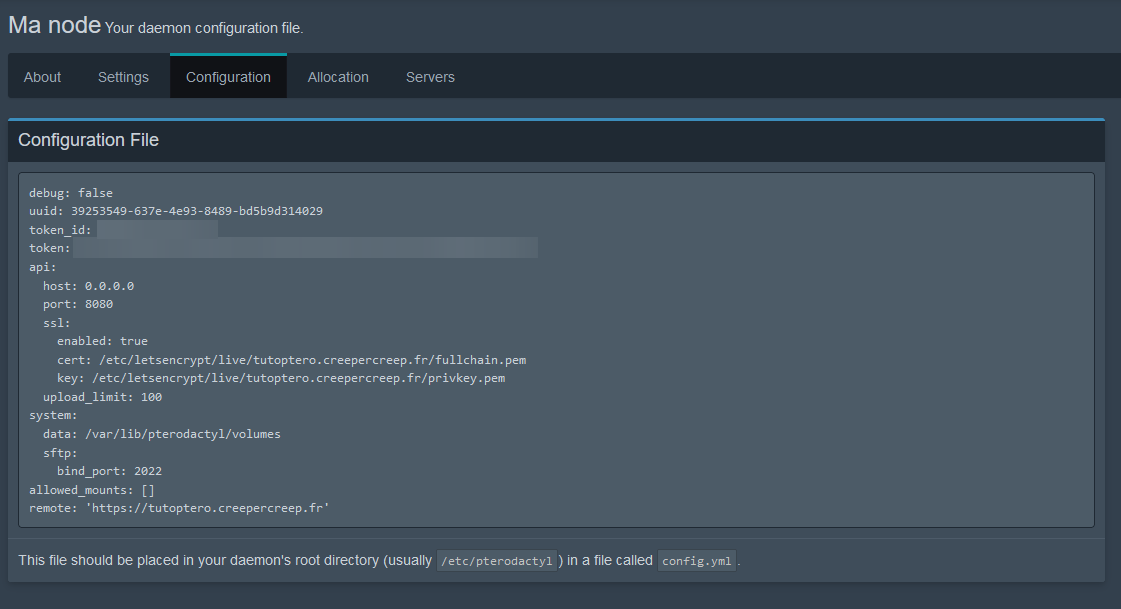 Ma node Your daemon configuration file.
About Settings Configuration Allocation Servers
Configuration File
debug: false
uuid: 39253549-637e-4e93-8489-bd5b9d314029
token_id:
token:
api:
  host: 0.0.0.0
  port: 8080
  ssl:
    enabled: true
    cert: /etc/letsencrypt/live/tutoptero.creepercreep.fr/fullchain.pem
    key: /etc/letsencrypt/live/tutoptero.creepercreep.fr/privkey.pem
  upload_limit: 100
system:
  data: /var/lib/pterodactyl/volumes
  sftp:
    bind_port: 2022
allowed_mounts: []
remote: 'https://tutoptero.creepercreep.fr'
This file should be placed in your daemon's root directory (usually /etc/pterodactyl ) in a file called config.yml .